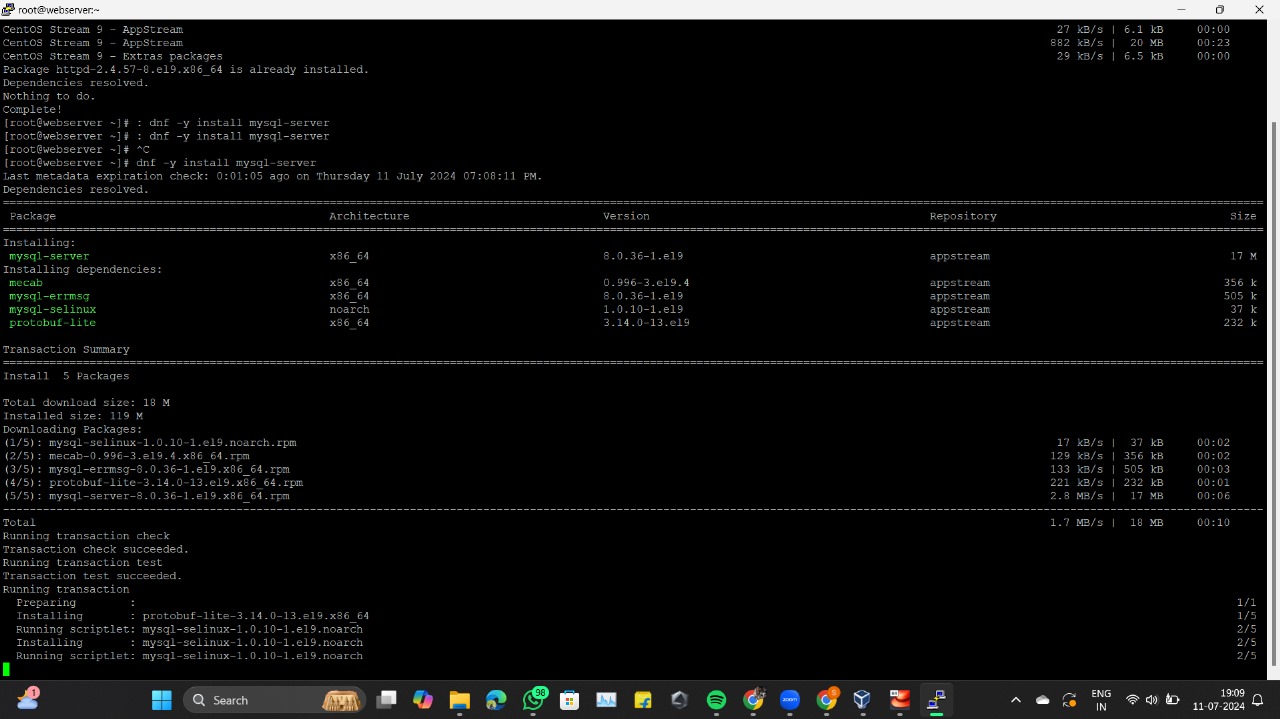 root@webserver:~
CentOS Stream 9 - AppStream 27 kB/s | 6.1 kB 00:00
CentOS Stream 9 - AppStream 882 kB/s | 20 MB 00:23
CentOS Stream 9 - Extras packages 29 kB/s | 6.5 kB 00:00
Package httpd-2.4.57-8.el9.x86_64 is already installed.
Dependencies resolved.
Nothing to do.
Complete!
[root@webserver ~]# : dnf -y install mysql-server
[root@webserver ~]# : dnf -y install mysql-server
[root@webserver ~]# ^C
[root@webserver ~]# dnf -y install mysql-server
Last metadata expiration check: 0:01:05 ago on Thursday 11 July 2024 07:08:11 PM.
Dependencies resolved.
Package Architecture Version Repository Size
Installing:
mysql-server x86_64 8.0.36-1.el9 appstream 17 M
Installing dependencies:
mecab x86_64 0.996-3.el9.4 appstream 356 k
mysql-errmsg x86_64 8.0.36-1.el9 appstream 505 k
mysql-selinux noarch 1.0.10-1.el9 appstream 37 k
protobuf-lite x86_64 3.14.0-13.el9 appstream 232 k
Transaction Summary
Install 5 Packages
Total download size: 18 M
Installed size: 119 M
Downloading Packages:
(1/5): mysql-selinux-1.0.10-1.el9.noarch.rpm 17 kB/s | 37 kB 00:02
(2/5): mecab-0.996-3.el9.4.x86_64.rpm 129 kB/s | 356 kB 00:02
(3/5): mysql-errmsg-8.0.36-1.el9.x86_64.rpm 133 kB/s | 505 kB 00:03
(4/5): protobuf-lite-3.14.0-13.el9.x86_64.rpm 221 kB/s | 232 kB 00:01
(5/5): mysql-server-8.0.36-1.el9.x86_64.rpm 2.8 MB/s | 17 MB 00:06
Total 1.7 MB/s | 18 MB 00:10
Running transaction check
Transaction check succeeded.
Running transaction test
Transaction test succeeded.
Running transaction
Preparing : 1/1
Installing : protobuf-lite-3.14.0-13.el9.x86_64 1/5
Running scriptlet: mysql-selinux-1.0.10-1.el9.noarch 2/5
Installing : mysql-selinux-1.0.10-1.el9.noarch 2/5
Running scriptlet: mysql-selinux-1.0.10-1.el9.noarch 2/5
1
Search
98
ENG
IN
19:09
11-07-2024